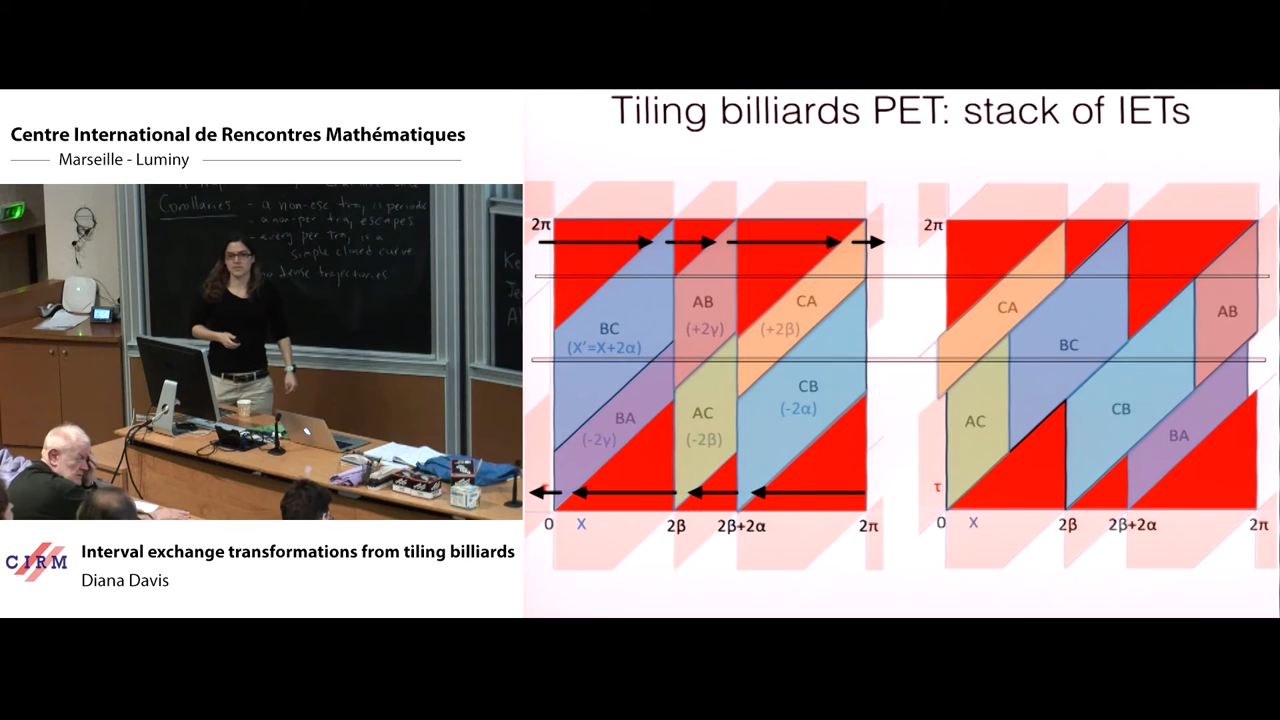 Centre International de Rencontres Mathématiques
Marseille - Luminy
Corollaries - a non-esc traj is periodic
- a non-per traj escapes
- every per traj is a
simple closed curve
dense trajectories
CIRM
Interval exchange transformations from tiling billiards
Diana Davis
Tiling billiards PET: stack of IETs
2π
BC
(X'=X+2α)
AB
(+2γ)
CA
(+2β)
BA
(-2γ)
AC
(-2β)
CB
(-2α)
0
X
2β
2β+2α
2π
2π
CA
BC
AB
AC
CB
BA
τ
0
X
2β
2β+2α
2π